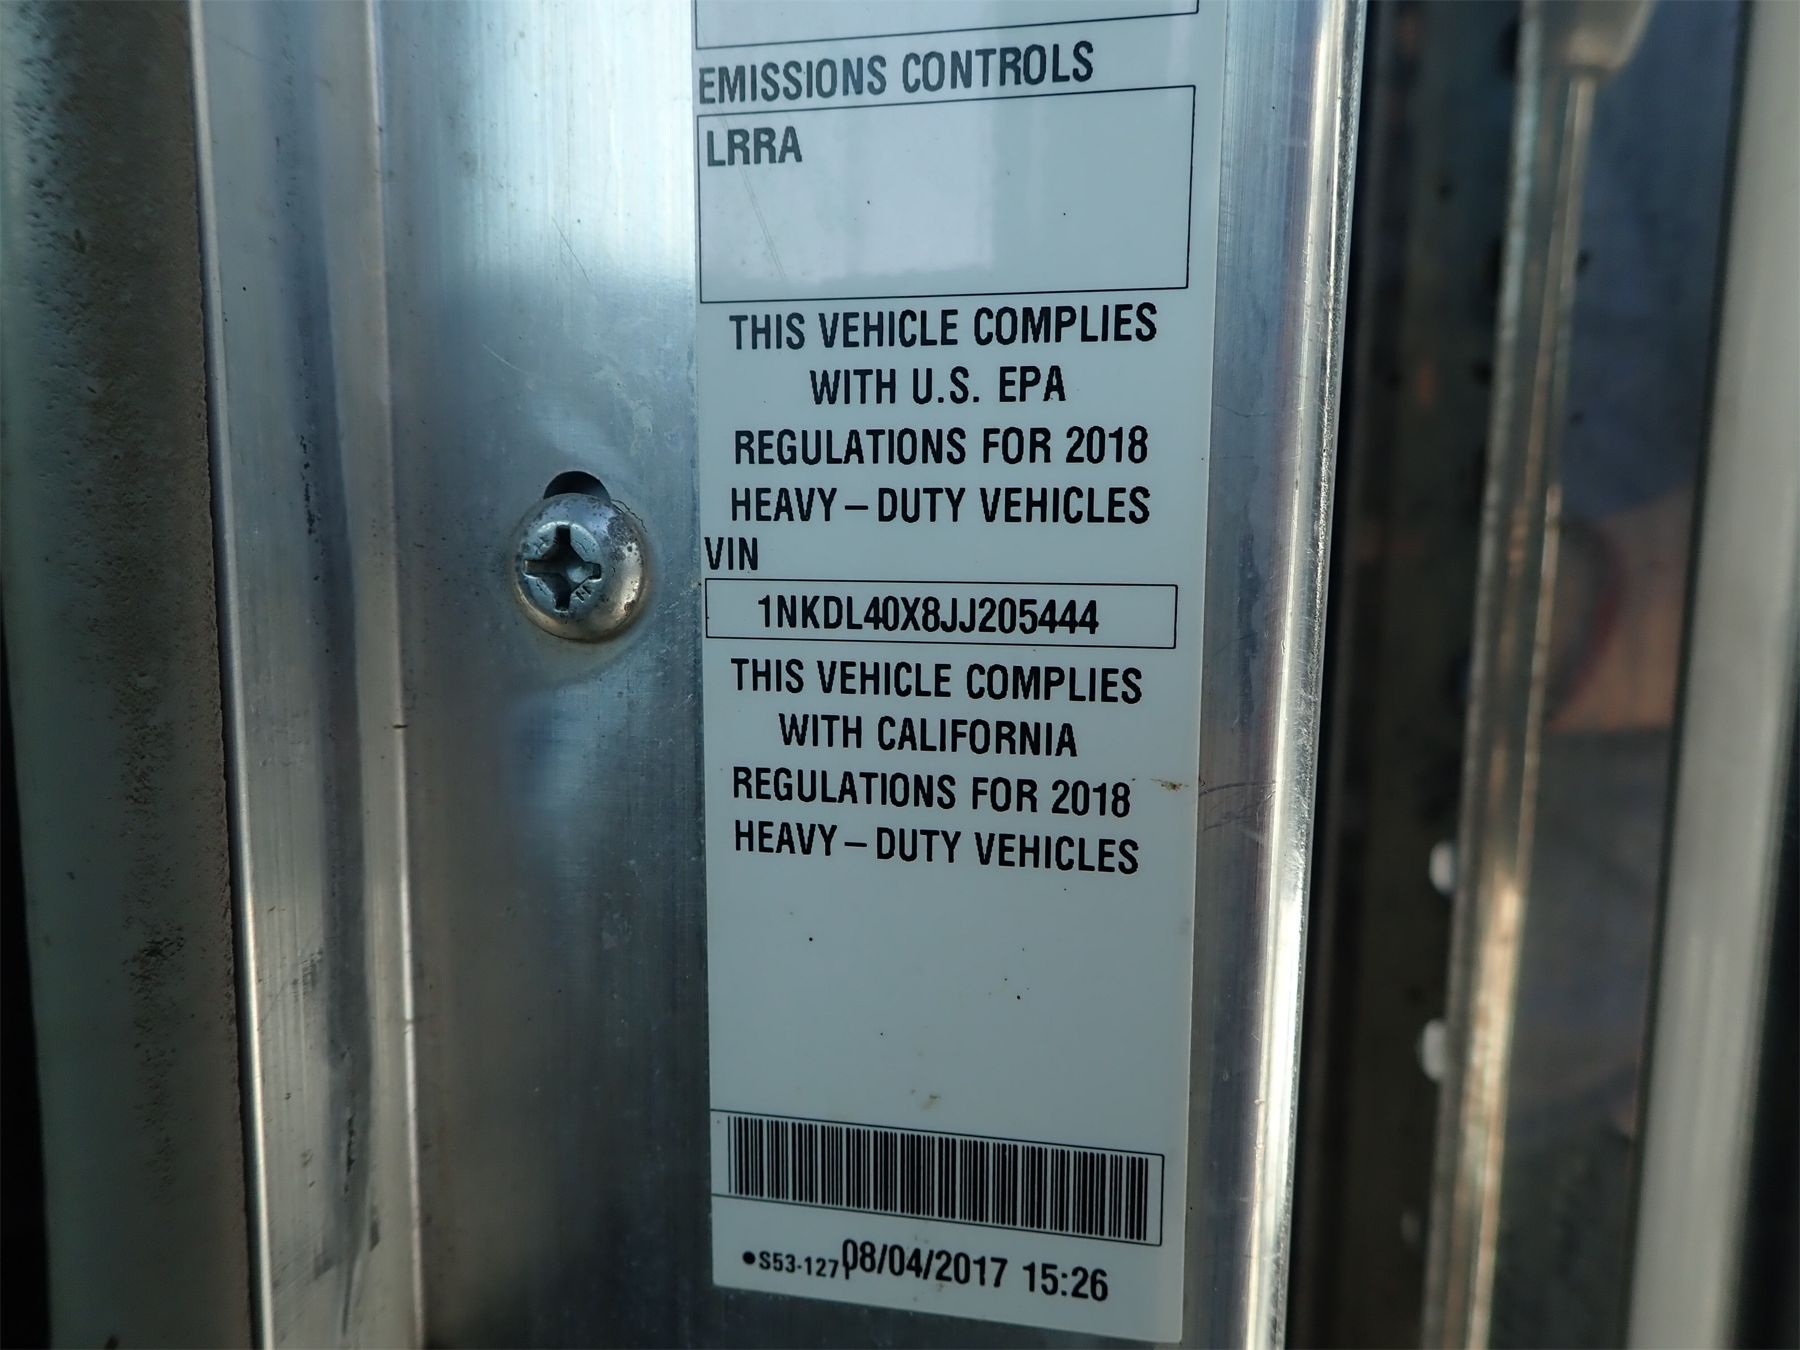 EMISSIONS CONTROLS
LRRA
THIS VEHICLE COMPLIES
WITH U.S. EPA
REGULATIONS FOR 2018
HEAVY – DUTY VEHICLES
VIN
1NKDL40X8JJ205444
THIS VEHICLE COMPLIES
WITH CALIFORNIA
REGULATIONS FOR 2018
HEAVY – DUTY VEHICLES
●S53-127 08/04/2017 15:26